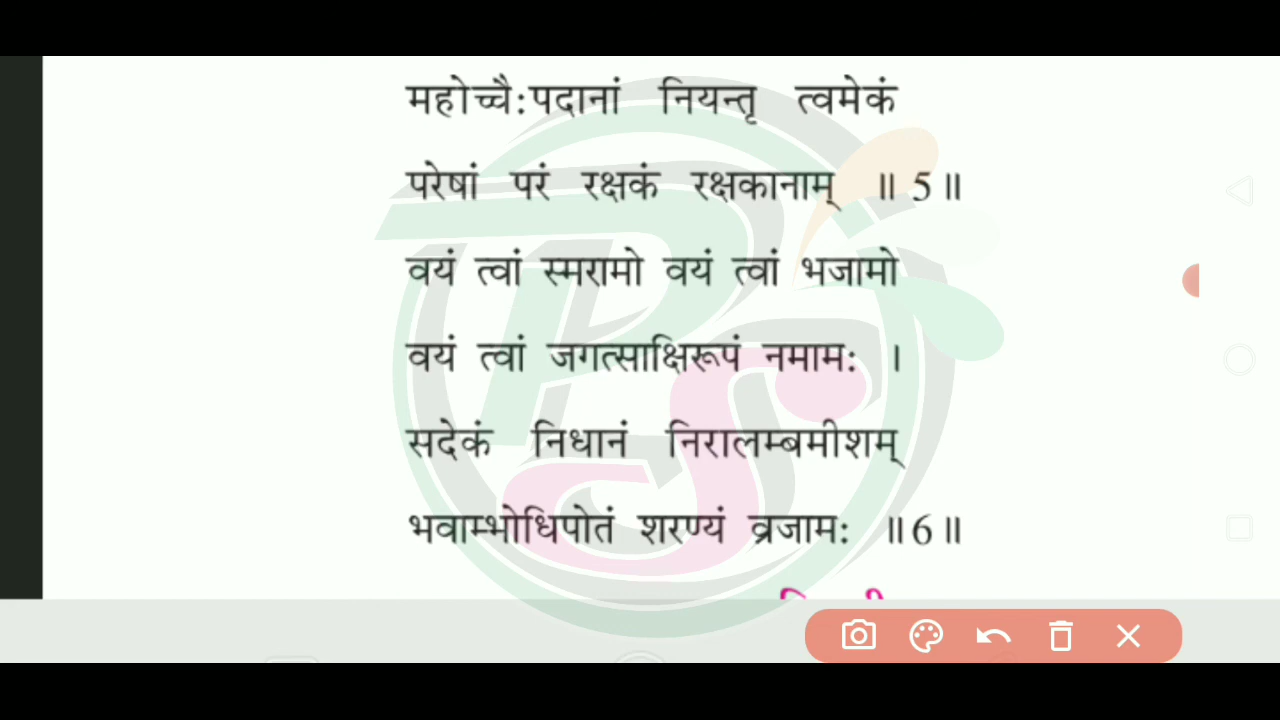 महोच्चैःपदानां नियन्तृ त्वमेकं
परेषां परं रक्षकं रक्षकानाम् ॥ 5॥
वयं त्वां स्मरामो वयं त्वां भजामो
वयं त्वां जगत्साक्षिरूपं नमामः ।
सदेकं निधानं निरालम्बमीशम्
भवाम्भोधिपोतं शरण्यं व्रजामः ॥6॥